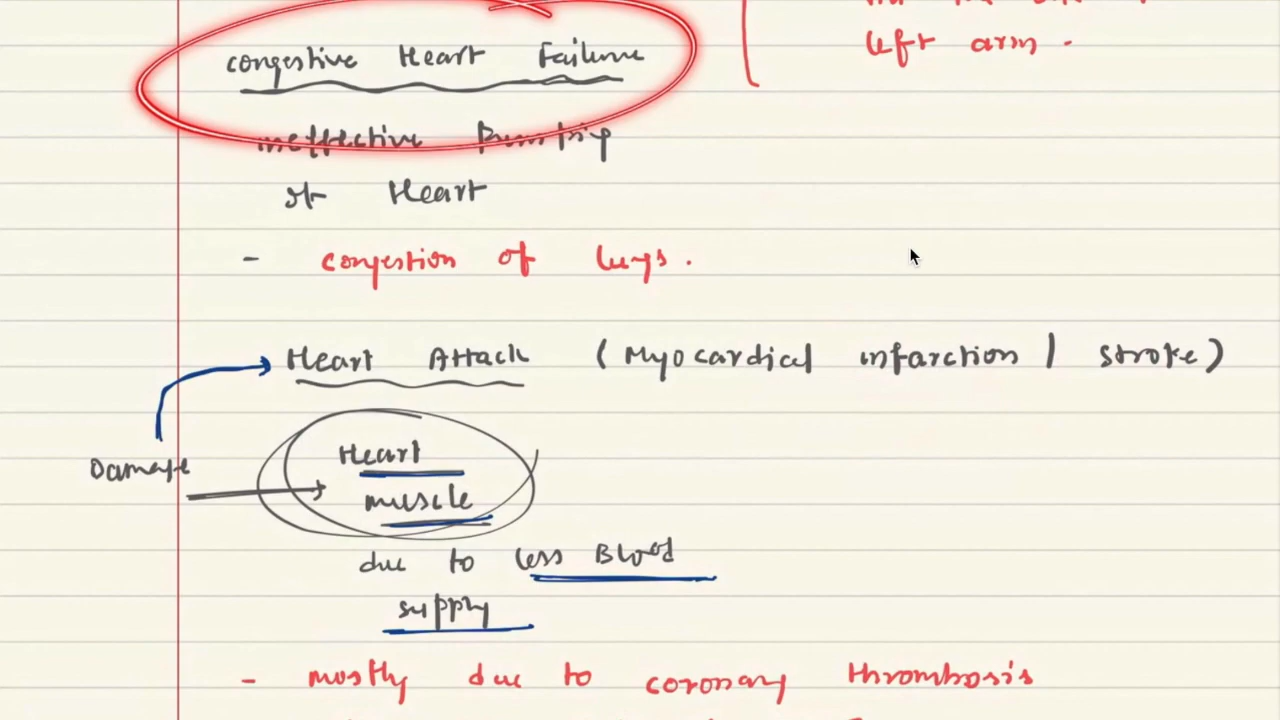 left arm.
congestive Heart Failure
ineffective Pumping
of Heart
- congestion of lungs.
Heart Attack (Myocardial infarction / stroke)
Damage
Heart
muscle
due to less Blood
supply
- mostly due to coronary thrombosis